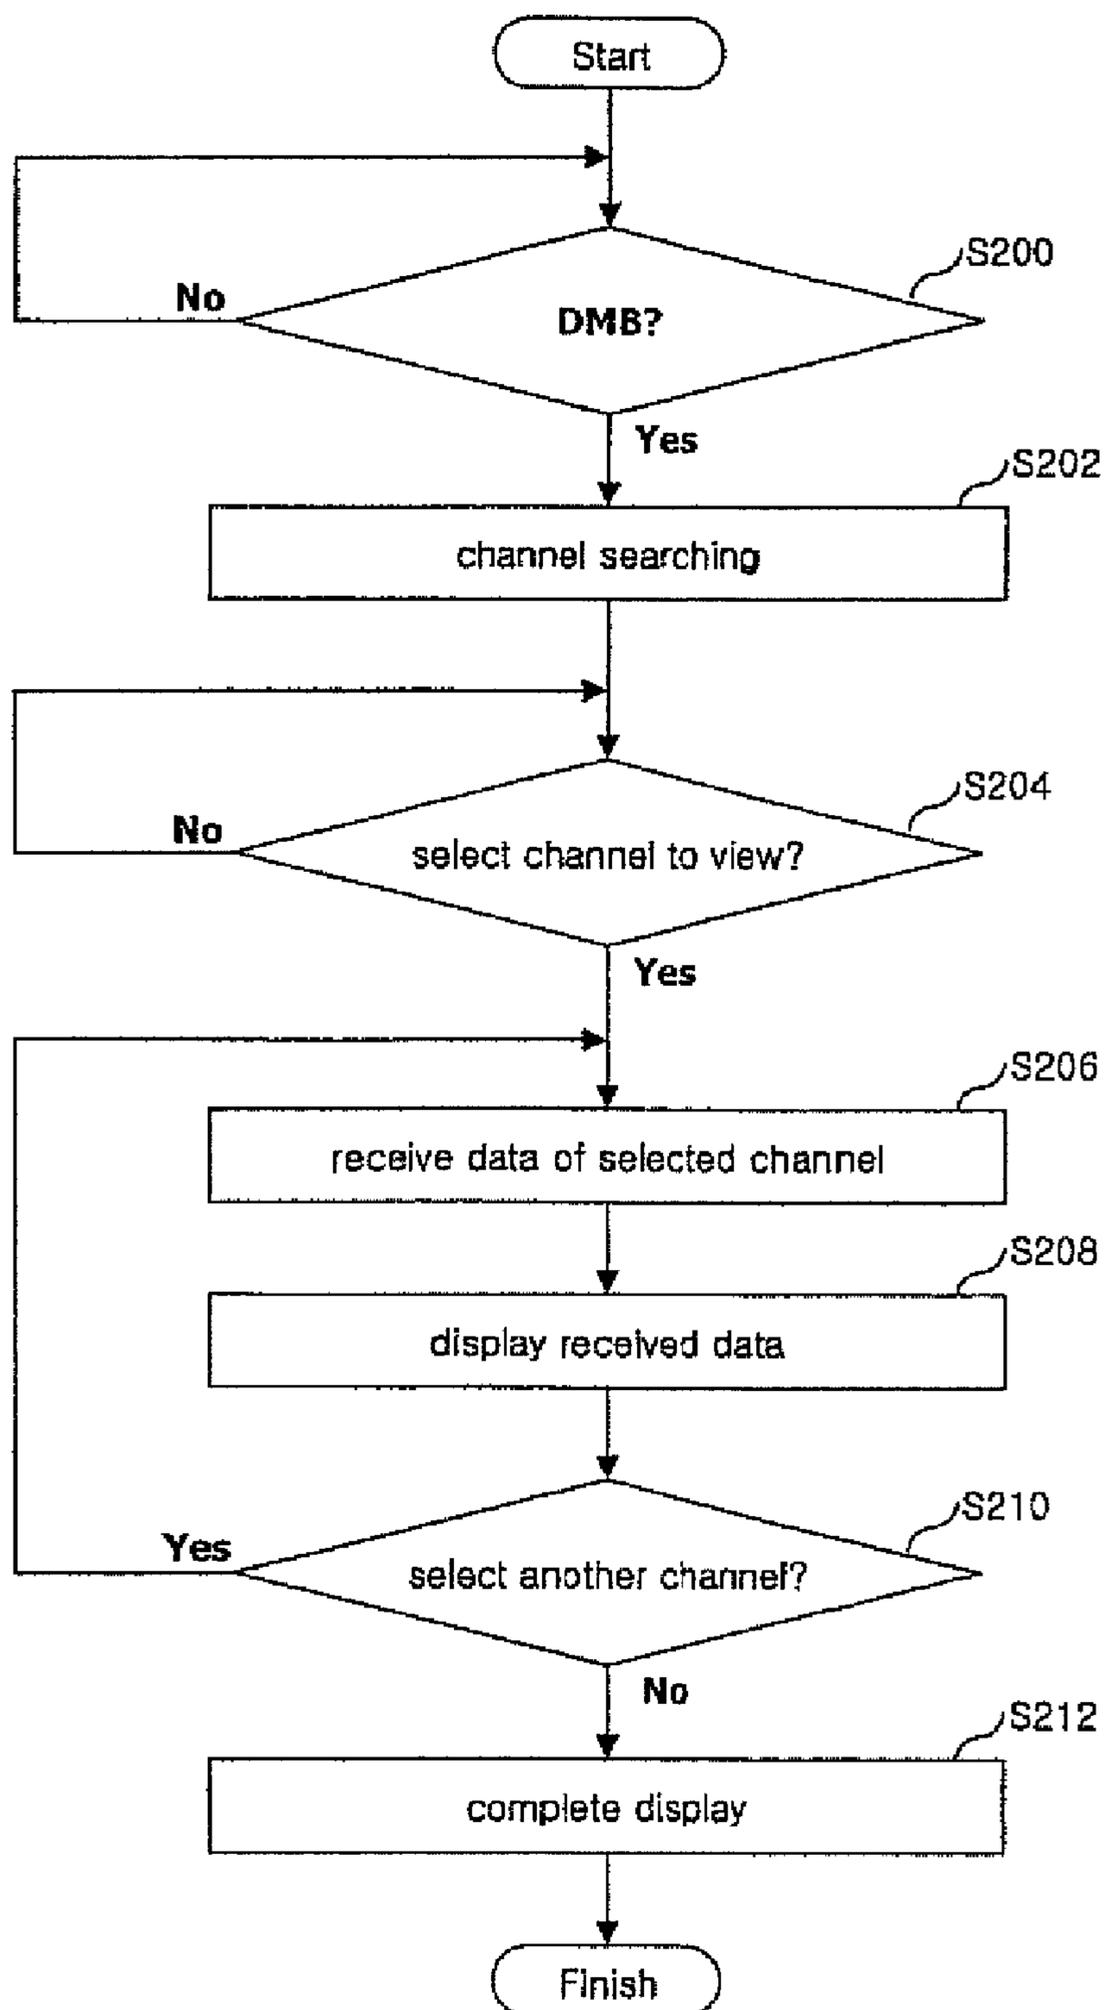 Start
S200
No
DMB?
Yes
S202
channel searching
S204
No
select channel to view?
Yes
S206
receive data of selected channel
S208
display received data
S210
Yes
select another channel?
No
S212
complete display
Finish